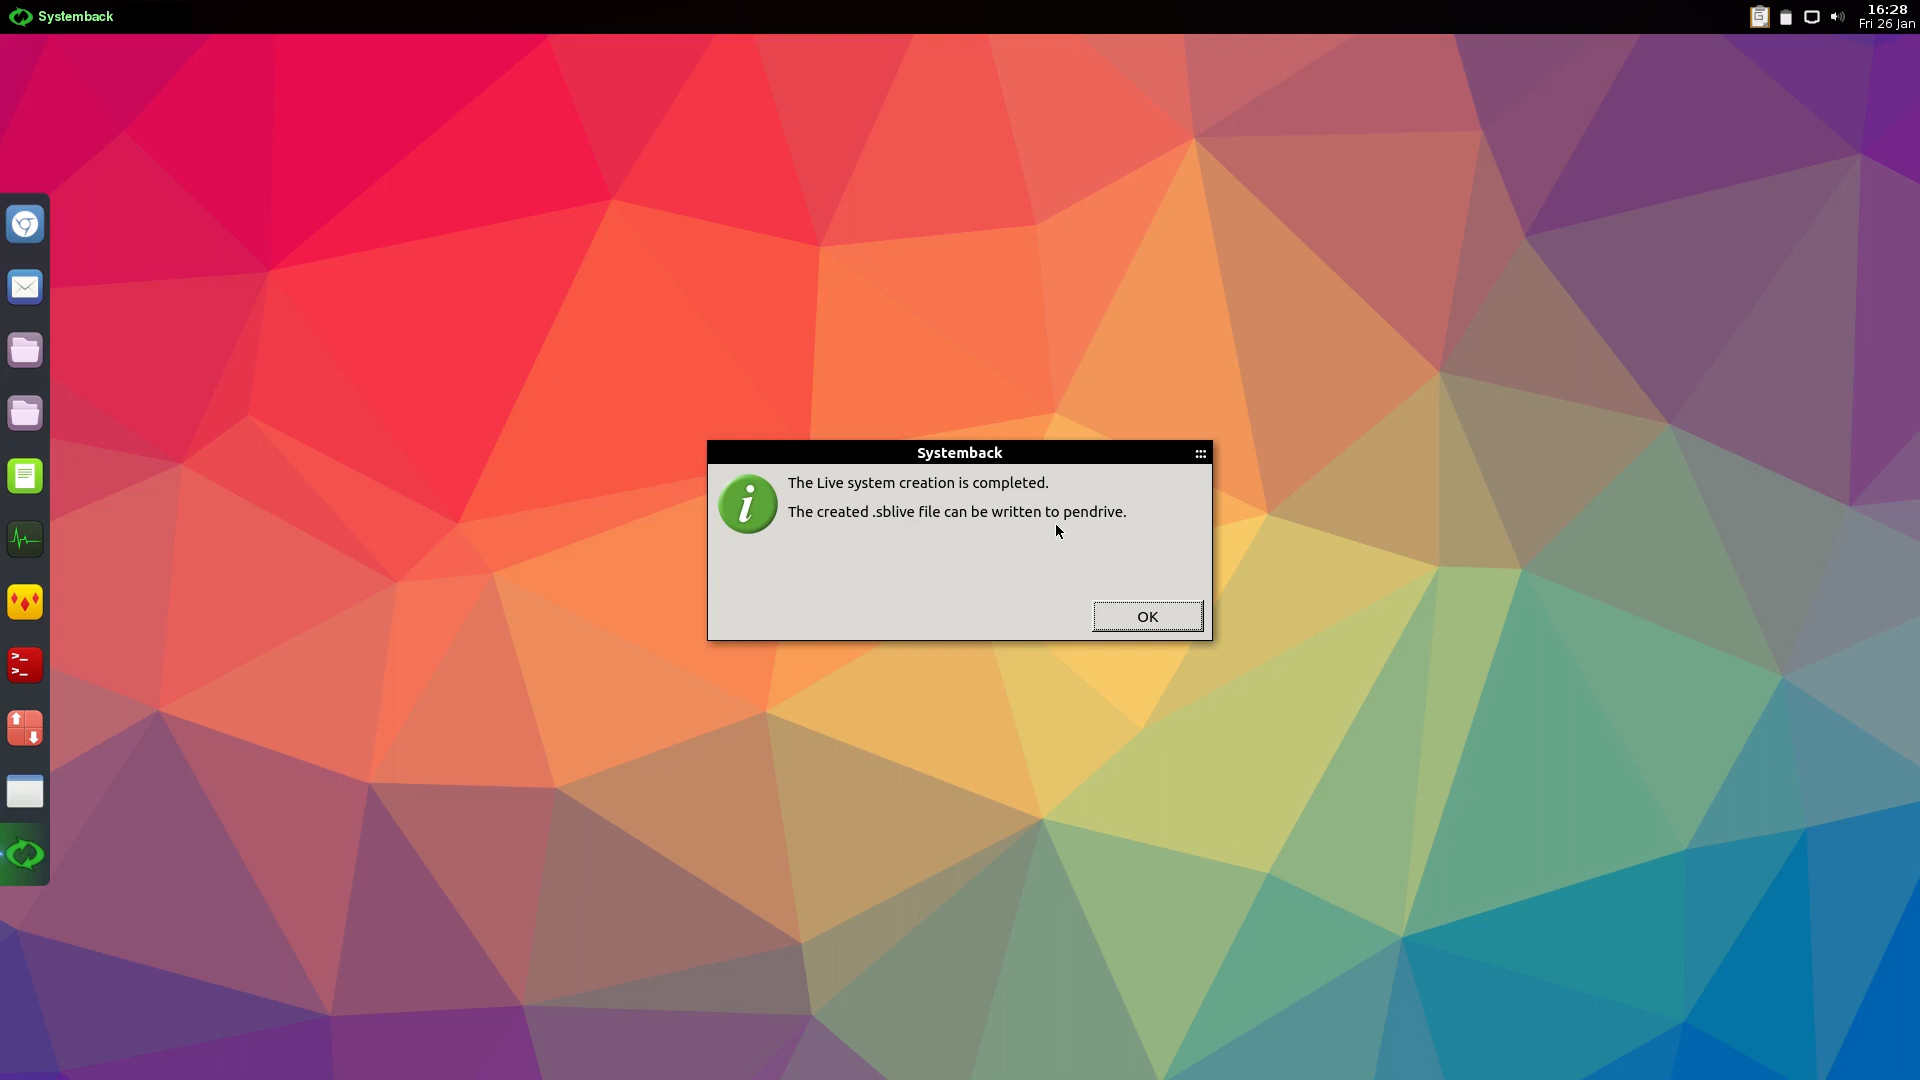 Systemback
16:28
Fri 26 Jan
Systemback
The Live system creation is completed.
The created .sblive file can be written to pendrive.
OK